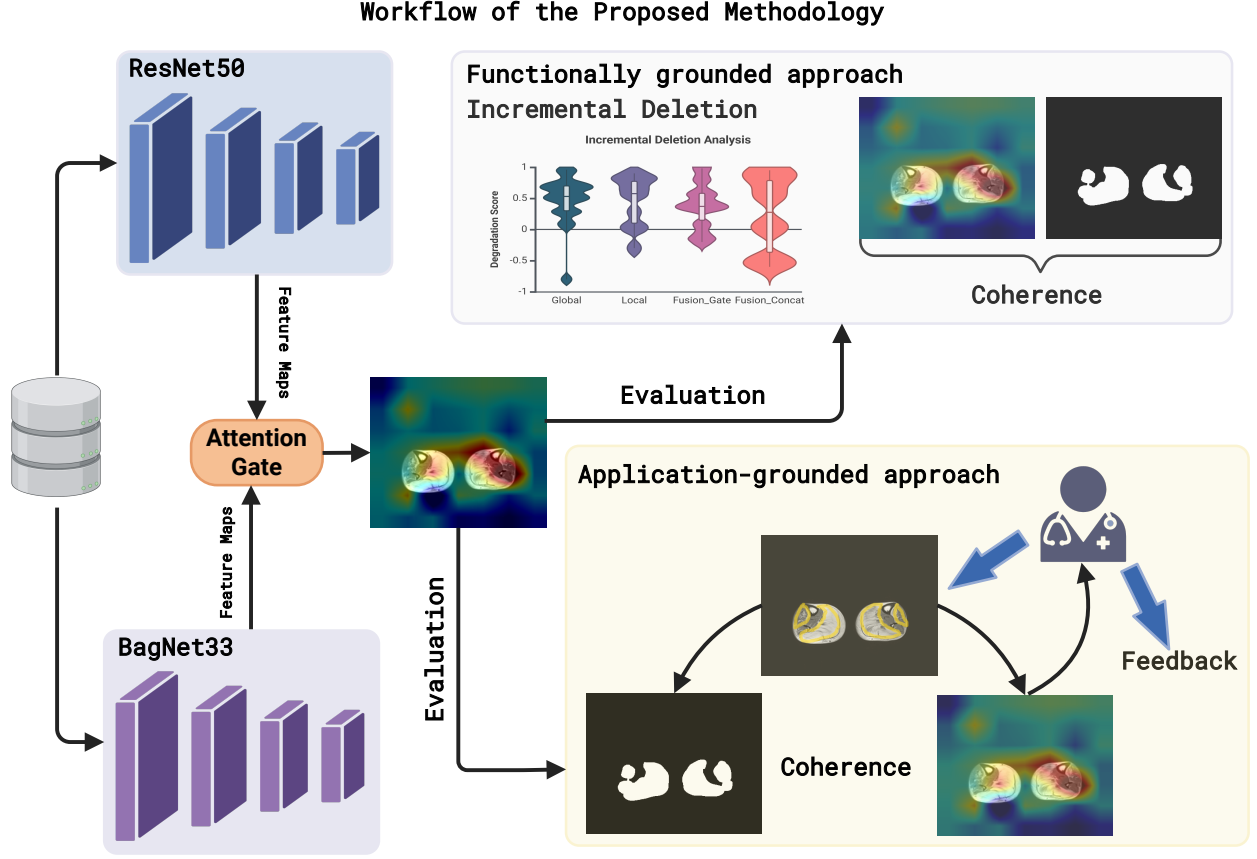 Workflow of the Proposed Methodology
ResNet50
Functionally grounded approach
Incremental Deletion
Incremental Deletion Analysis
Degradation Score
1
0.5
0
-0.5
-1
Global
Local
Fusion_Gate
Fusion_Concat
Coherence
Feature Maps
Attention
Gate
Evaluation
Feature Maps
BagNet33
Evaluation
Application-grounded approach
Feedback
Coherence